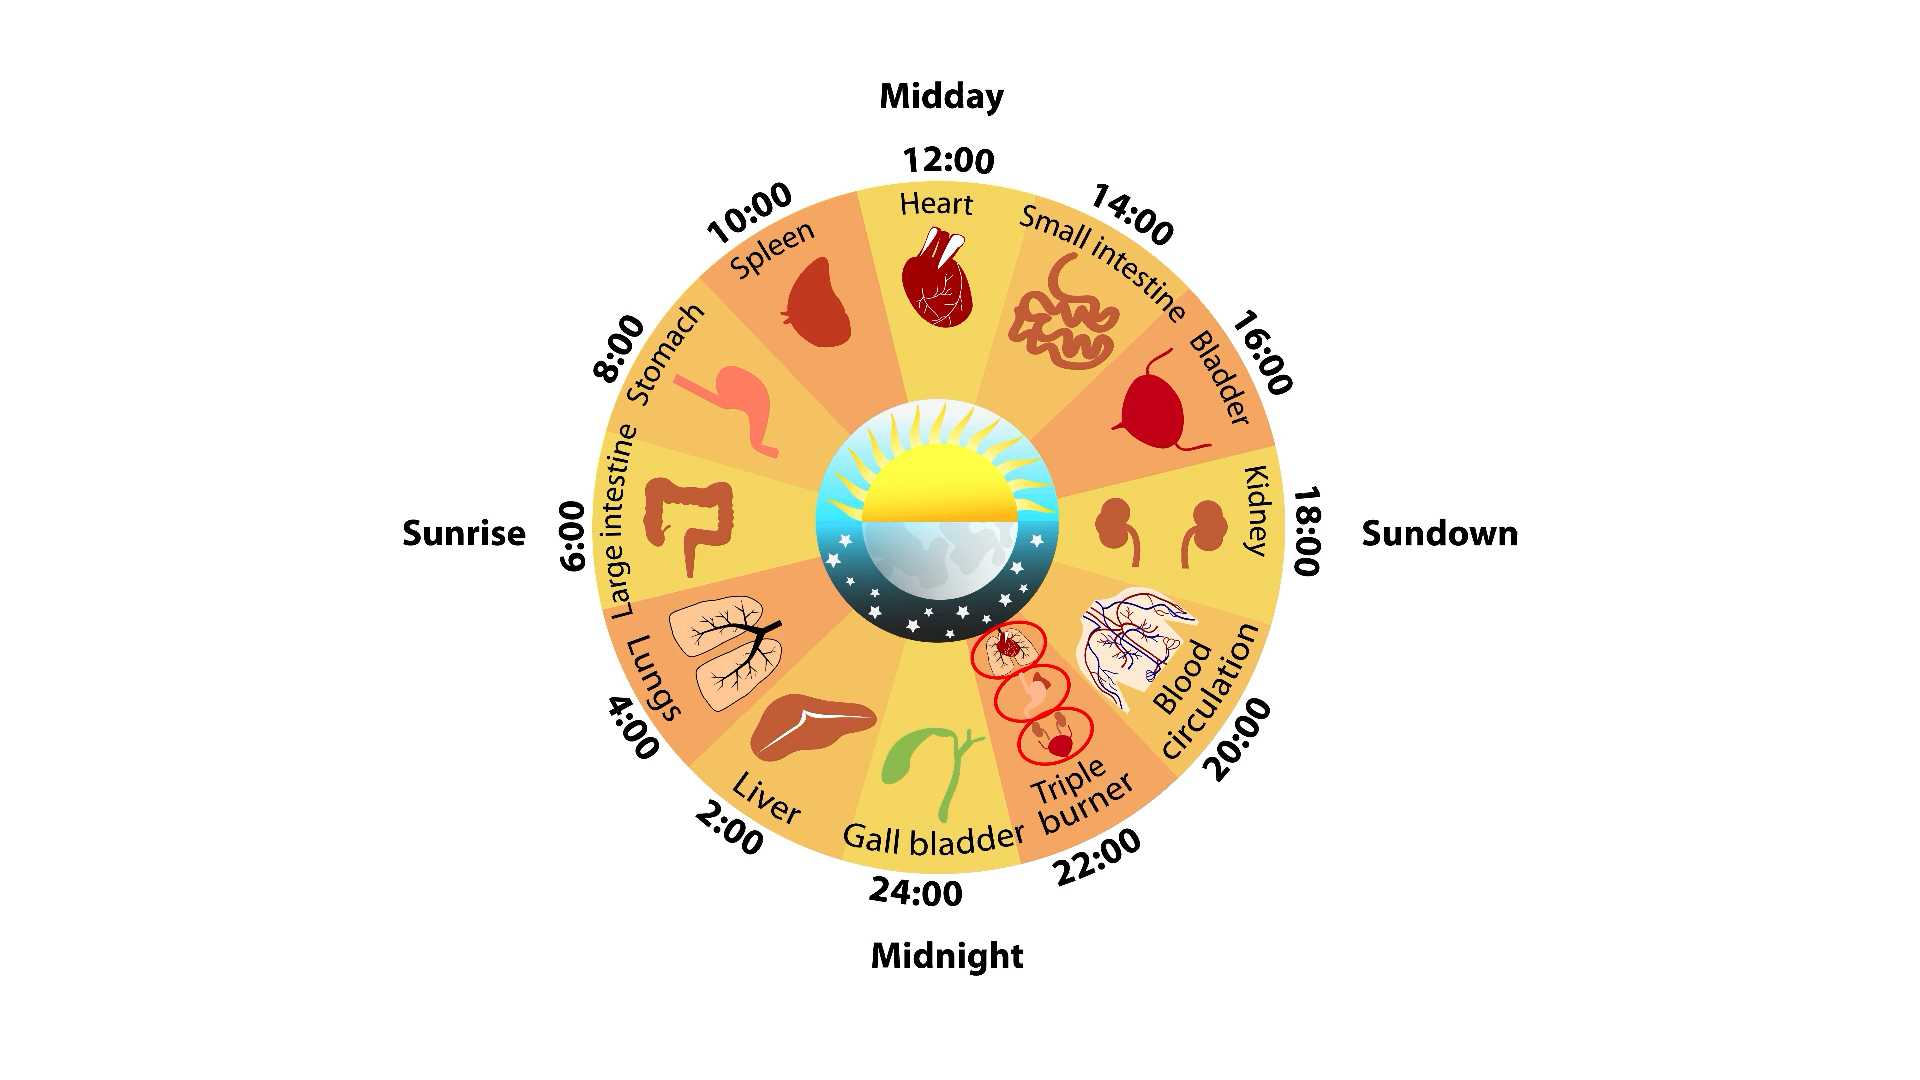 Midday
12:00
Heart
14:00
Small intestine
16:00
Bladder
18:00
Kidney
Sundown
20:00
Blood
circulation
22:00
Triple
burner
24:00
Gall bladder
Midnight
2:00
Liver
4:00
Lungs
6:00
Large intestine
Sunrise
8:00
Stomach
10:00
Spleen